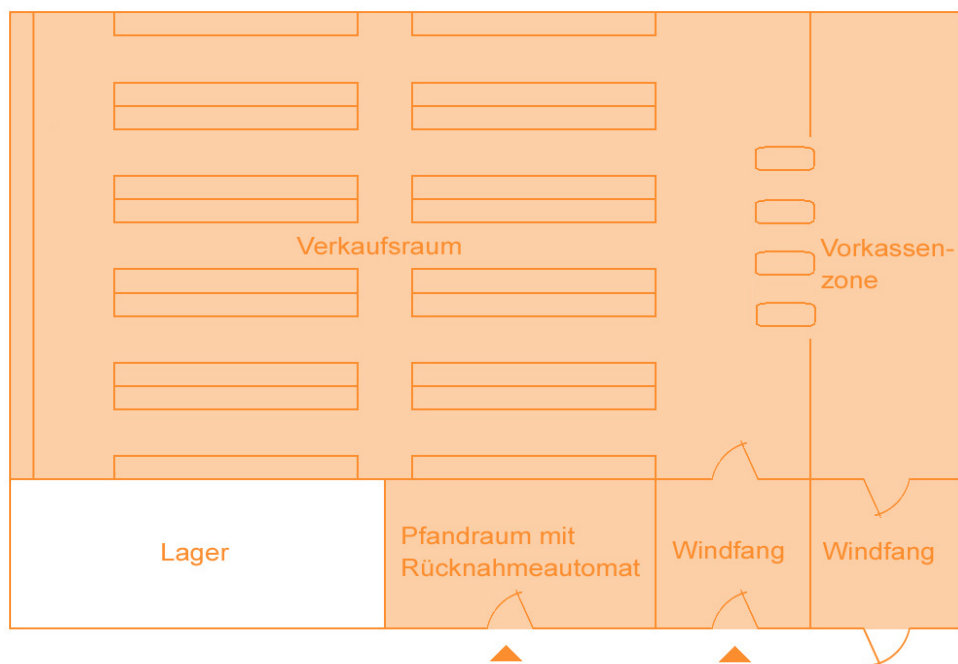 Verkaufsraum
Vorkassen-
zone
Lager
Pfandraum mit
Rücknahmeautomat
Windfang
Windfang